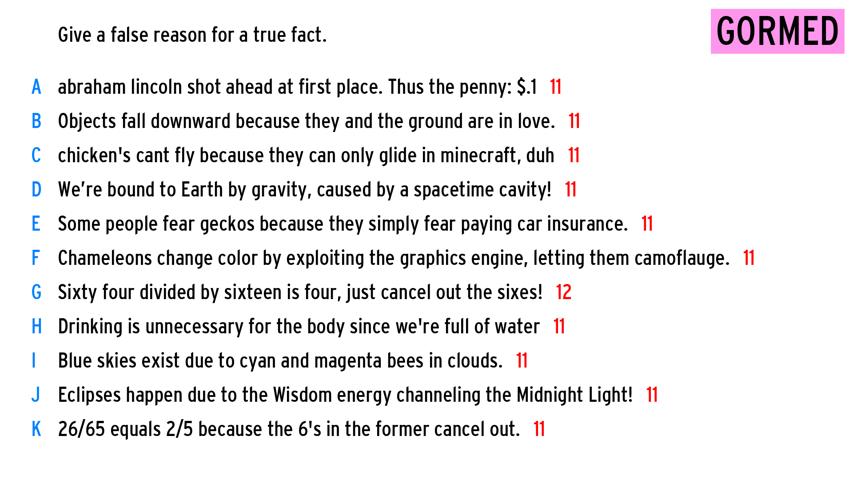 Give a false reason for a true fact.
GORMED
A abraham lincoln shot ahead at first place. Thus the penny: $.1 11
B Objects fall downward because they and the ground are in love. 11
C chicken's cant fly because they can only glide in minecraft, duh 11
D We’re bound to Earth by gravity, caused by a spacetime cavity! 11
E Some people fear geckos because they simply fear paying car insurance. 11
F Chameleons change color by exploiting the graphics engine, letting them camoflauge. 11
G Sixty four divided by sixteen is four, just cancel out the sixes! 12
H Drinking is unnecessary for the body since we're full of water 11
I Blue skies exist due to cyan and magenta bees in clouds. 11
J Eclipses happen due to the Wisdom energy channeling the Midnight Light! 11
K 26/65 equals 2/5 because the 6's in the former cancel out. 11